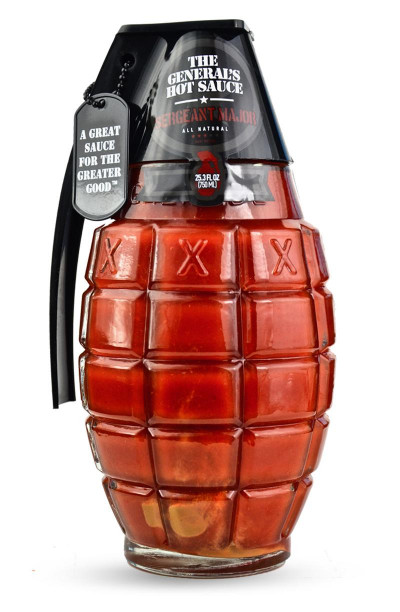 THE
GENERAL'S
HOT SAUCE
SERGEANT MAJOR
ALL NATURAL
25.3 FL OZ
(750 ML)
A GREAT
SAUCE
FOR THE
GREATER
GOOD™
X X X